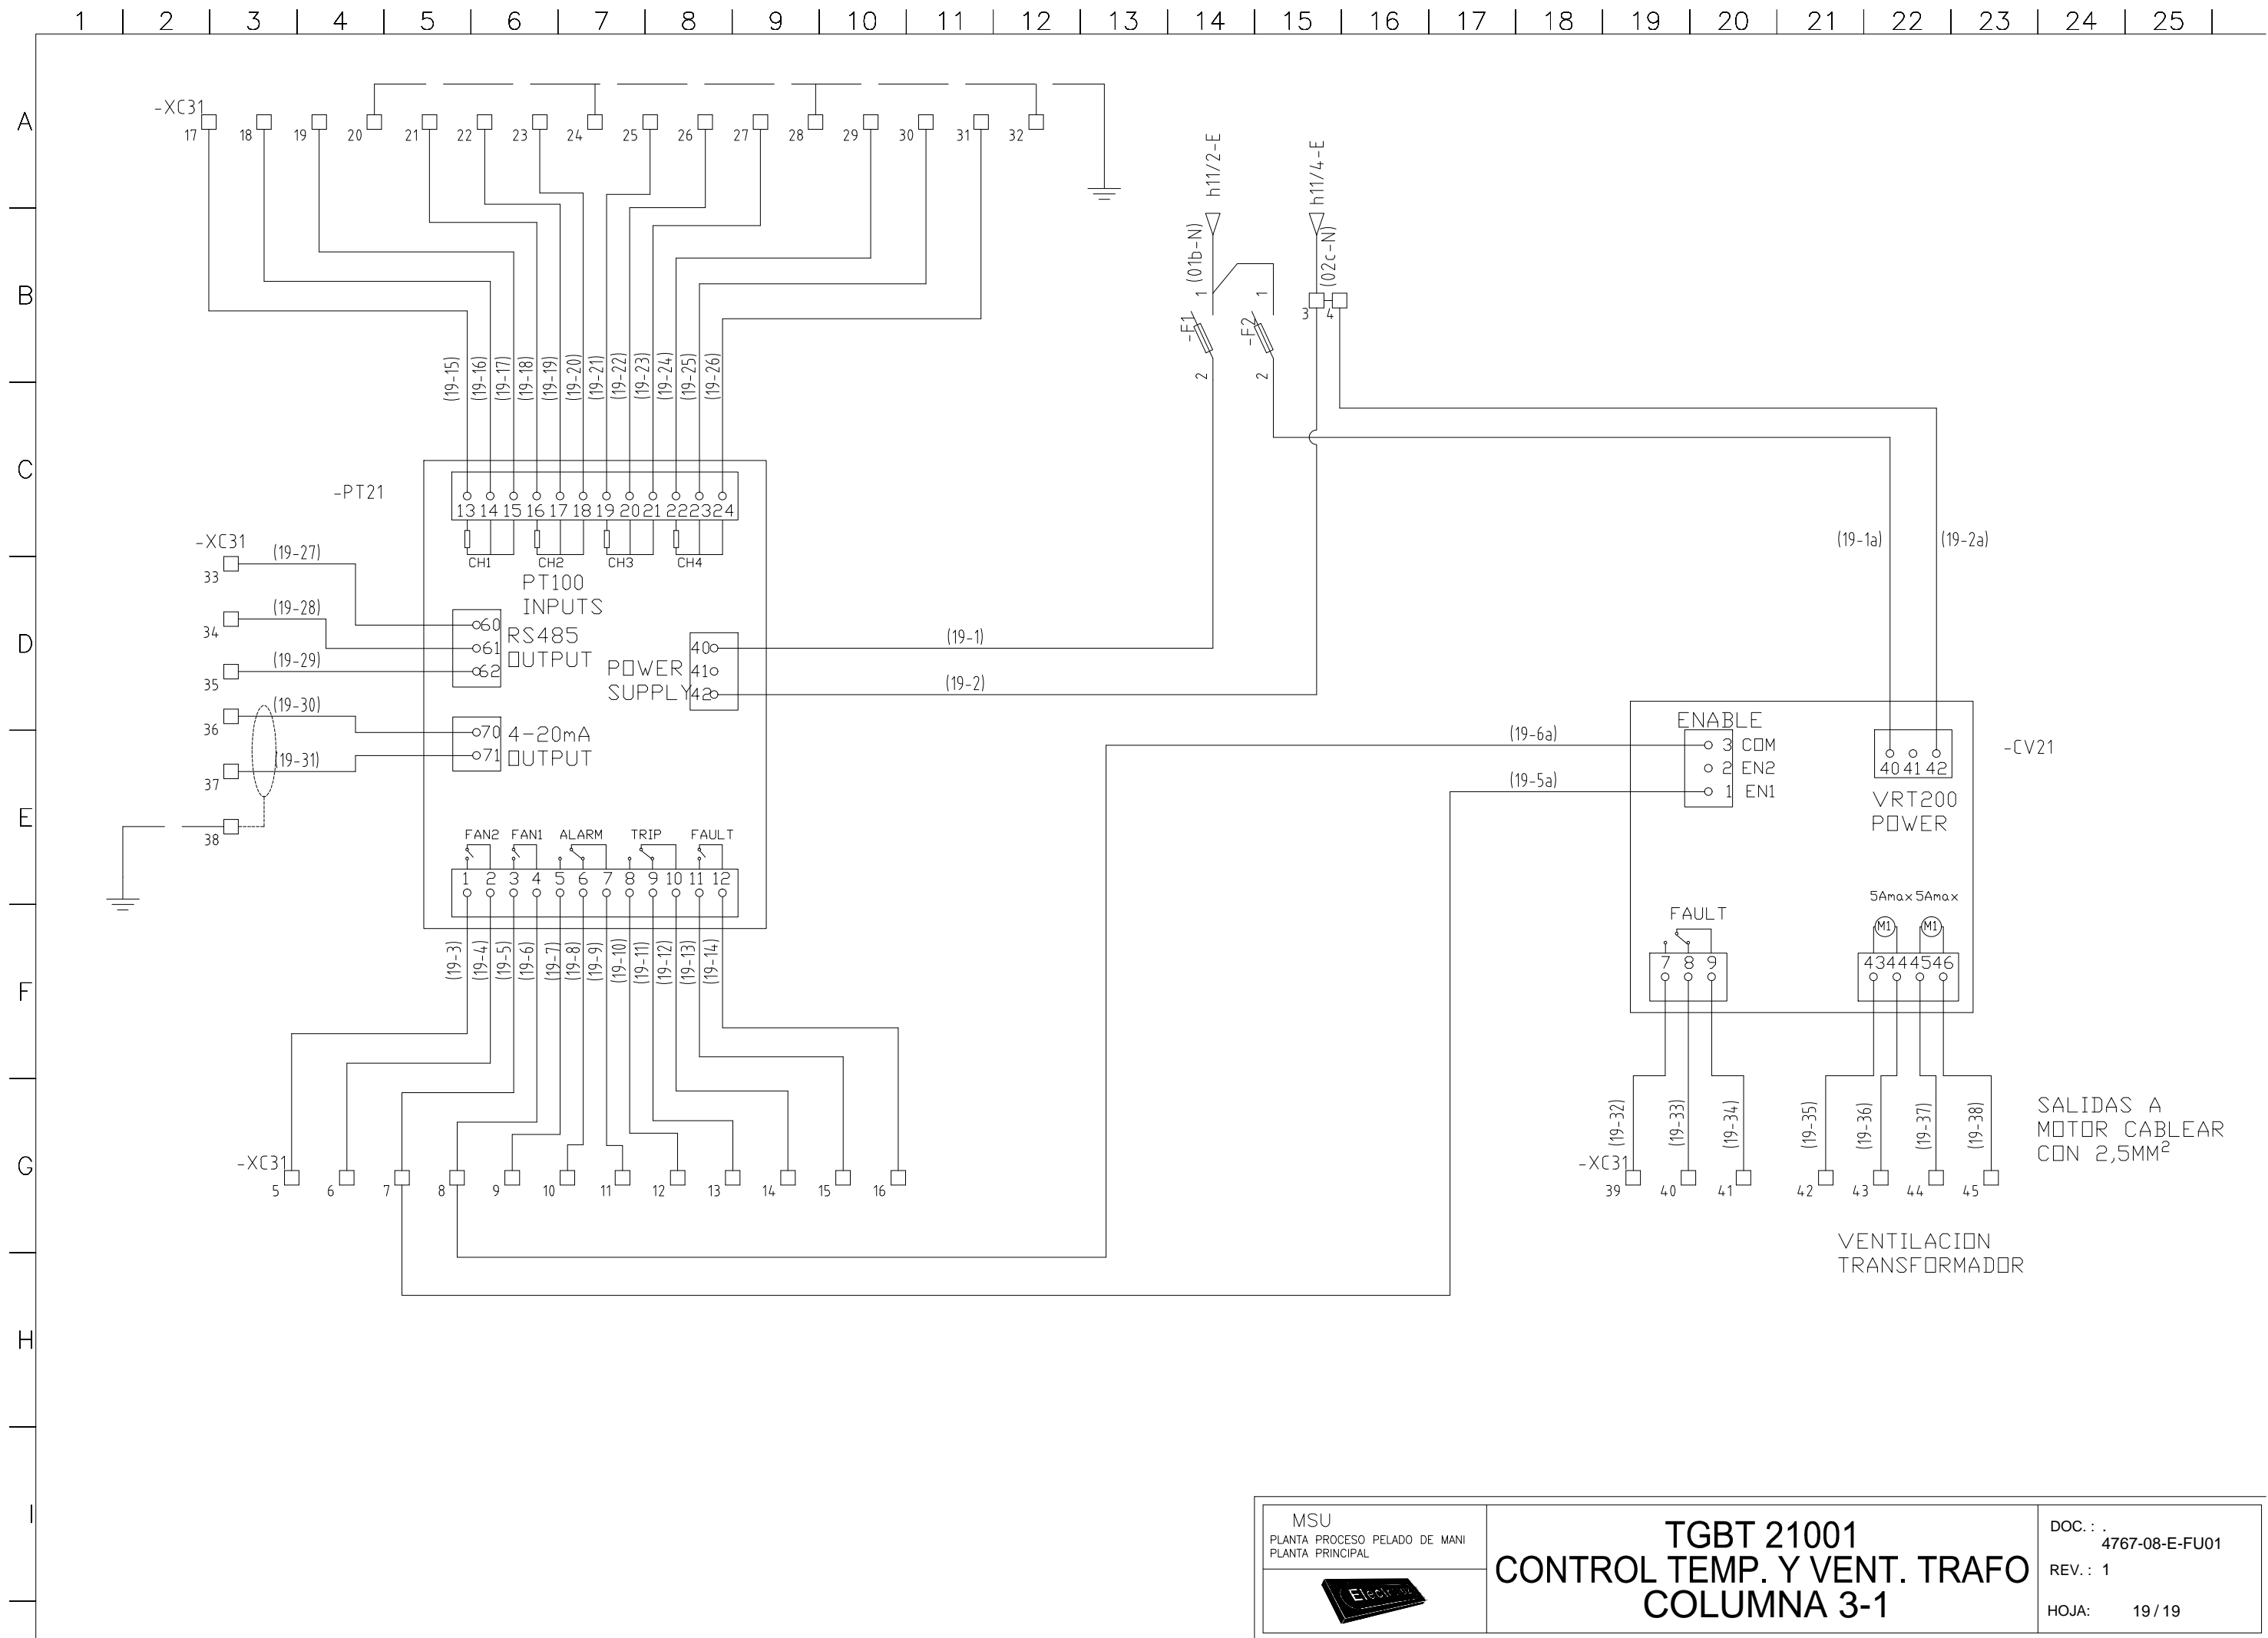 1 2 3 4 5 6 7 8 9 10 11 12 13 14 15 16 17 18 19 20 21 22 23 24 25
A
B
C
D
E
F
G
H
I
-XC31
17 18 19 20 21 22 23 24 25 26 27 28 29 30 31 32
h11/2-E
h11/4-E
(01b-N)
(02c-N)
1 1
3 4
-F1
-F2
2 2
(19-15) (19-16) (19-17) (19-18) (19-19) (19-20) (19-21) (19-22) (19-23) (19-24) (19-25) (19-26)
-PT21
13 14 15 16 17 18 19 20 21 22 23 24
CH1 CH2 CH3 CH4
PT100
INPUTS
-XC31
33 (19-27)
34 (19-28)
35 (19-29)
36 (19-30)
37 (19-31)
38
60
61
62
RS485
OUTPUT
70
71
4-20mA
OUTPUT
POWER
SUPPLY
40
41
42
(19-1)
(19-2)
(19-1a)
(19-2a)
(19-6a)
(19-5a)
ENABLE
3 COM
2 EN2
1 EN1
40 41 42
VRT200
POWER
-CV21
FAN2 FAN1 ALARM TRIP FAULT
1 2 3 4 5 6 7 8 9 10 11 12
(19-3) (19-4) (19-5) (19-6) (19-7) (19-8) (19-9) (19-10) (19-11) (19-12) (19-13) (19-14)
-XC31
5 6 7 8 9 10 11 12 13 14 15 16
5Amax 5Amax
M1 M1
FAULT
7 8 9
43 44 45 46
(19-32) (19-33) (19-34) (19-35) (19-36) (19-37) (19-38)
-XC31
39 40 41 42 43 44 45
SALIDAS A
MOTOR CABLEAR
CON 2,5MM²
VENTILACION
TRANSFORMADOR
MSU
PLANTA PROCESO PELADO DE MANI
PLANTA PRINCIPAL
TGBT 21001
CONTROL TEMP. Y VENT. TRAFO
COLUMNA 3-1
DOC. : .
4767-08-E-FU01
REV. : 1
HOJA: 19 / 19